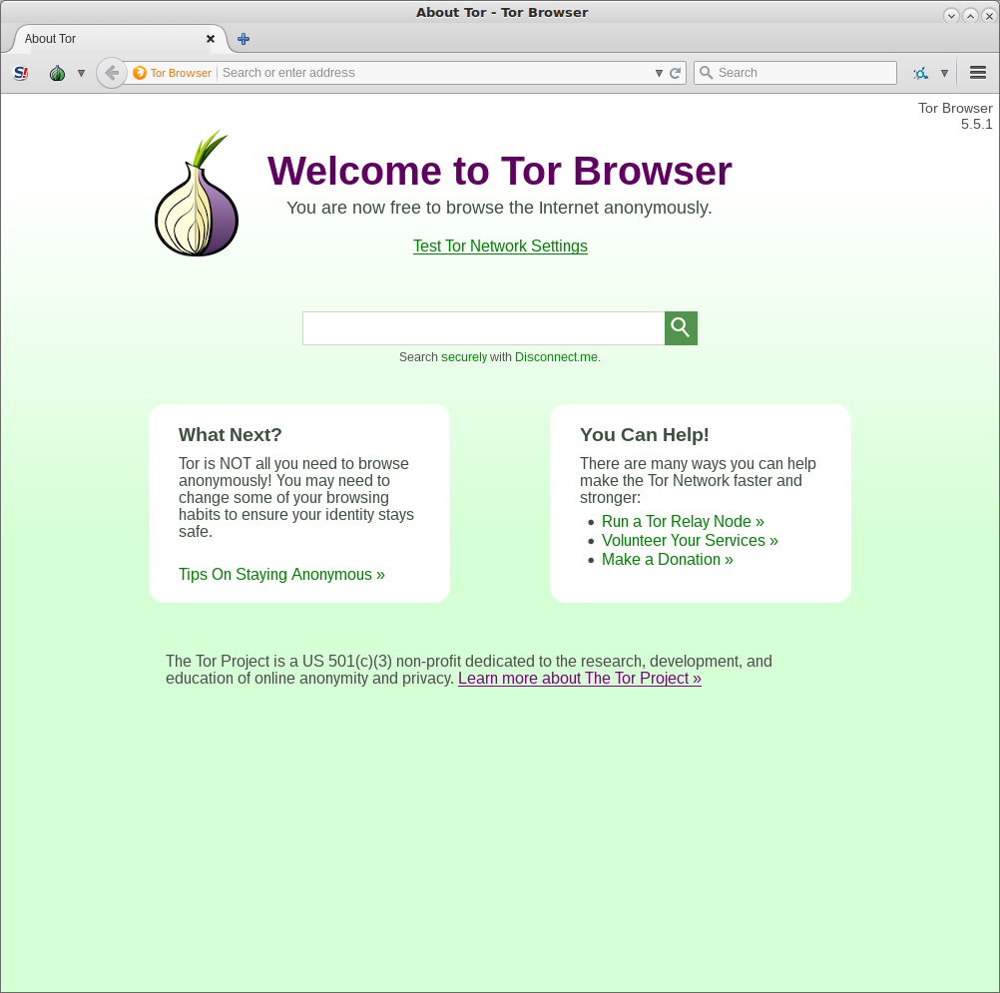 About Tor - Tor Browser
About Tor
S!
Tor Browser
Search or enter address
Search
Tor Browser
5.5.1
Welcome to Tor Browser
You are now free to browse the Internet anonymously.
Test Tor Network Settings
Search securely with Disconnect.me.
What Next?
Tor is NOT all you need to browse
anonymously! You may need to
change some of your browsing
habits to ensure your identity stays
safe.
Tips On Staying Anonymous »
You Can Help!
There are many ways you can help
make the Tor Network faster and
stronger:
• Run a Tor Relay Node »
• Volunteer Your Services »
• Make a Donation »
The Tor Project is a US 501(c)(3) non-profit dedicated to the research, development, and
education of online anonymity and privacy. Learn more about The Tor Project »